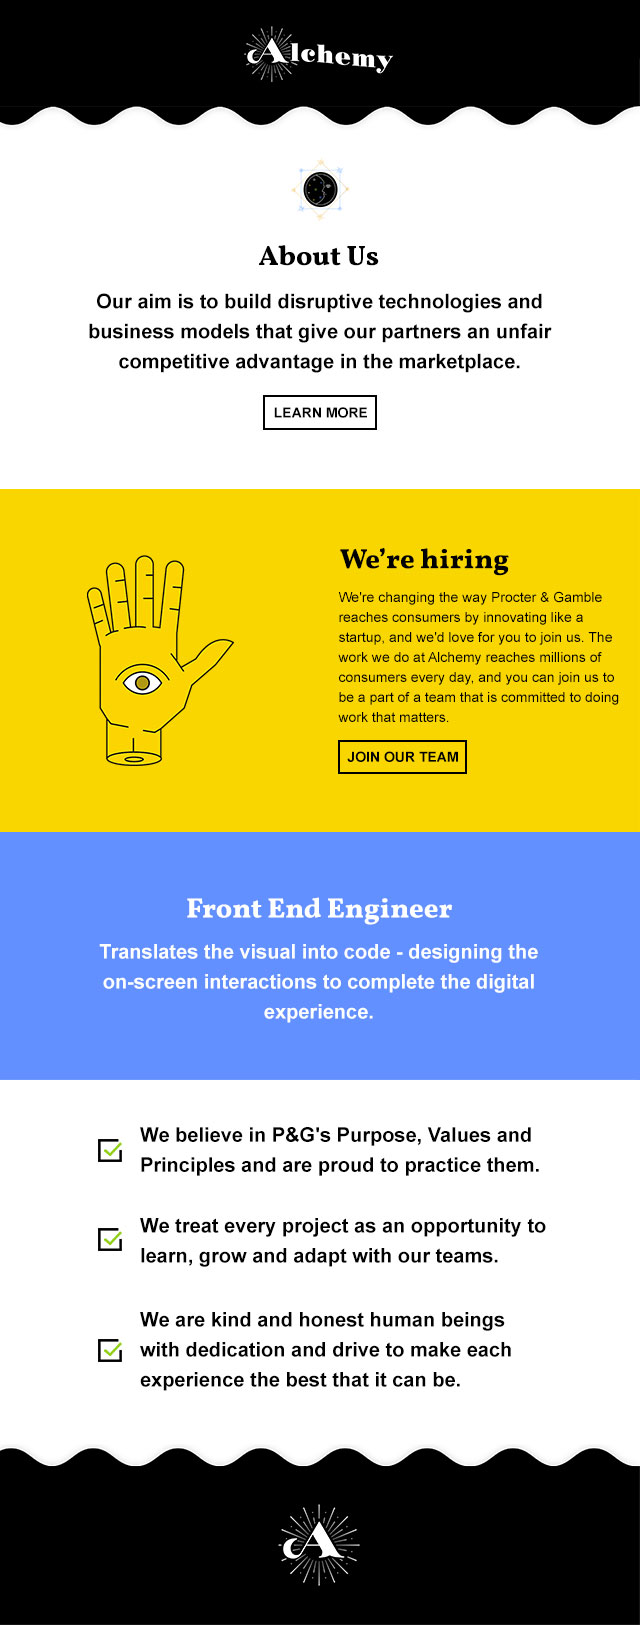 Alchemy
About Us
Our aim is to build disruptive technologies and
business models that give our partners an unfair
competitive advantage in the marketplace.
LEARN MORE
We’re hiring
We're changing the way Procter & Gamble
reaches consumers by innovating like a
startup, and we'd love for you to join us. The
work we do at Alchemy reaches millions of
consumers every day, and you can join us to
be a part of a team that is committed to doing
work that matters.
JOIN OUR TEAM
Front End Engineer
Translates the visual into code - designing the
on-screen interactions to complete the digital
experience.
We believe in P&G's Purpose, Values and
Principles and are proud to practice them.
We treat every project as an opportunity to
learn, grow and adapt with our teams.
We are kind and honest human beings
with dedication and drive to make each
experience the best that it can be.
A